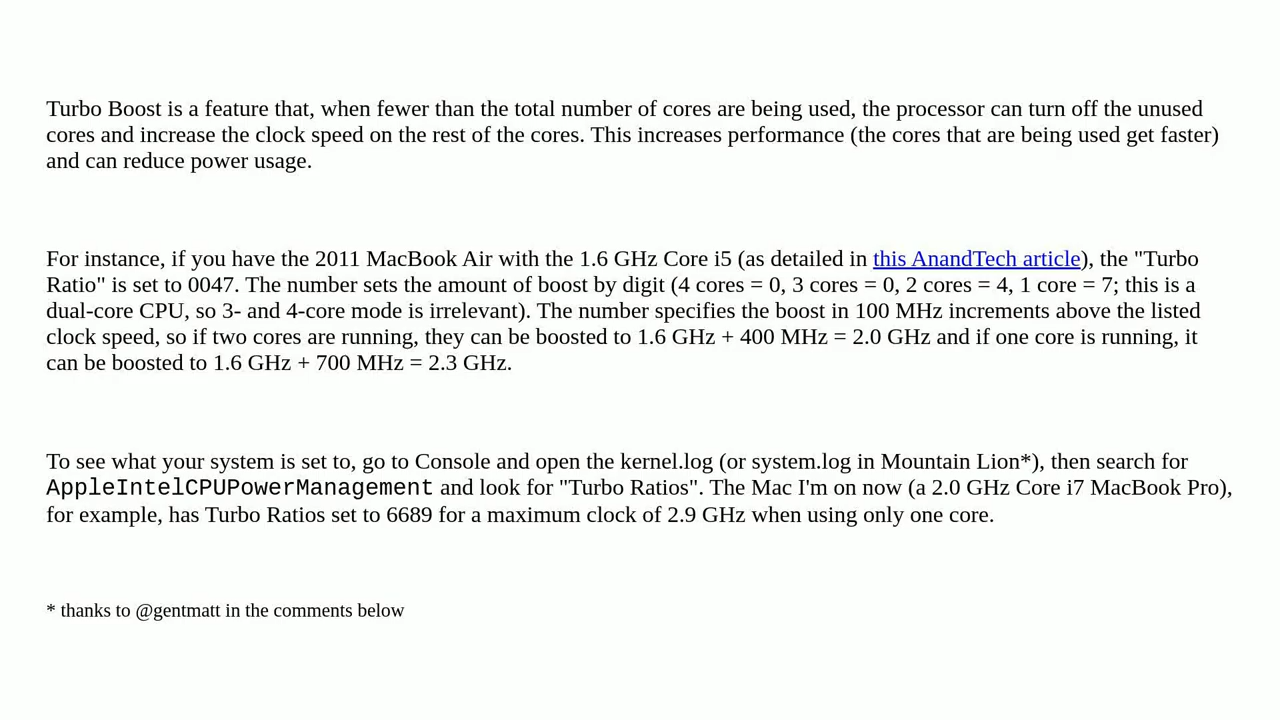 Turbo Boost is a feature that, when fewer than the total number of cores are being used, the processor can turn off the unused
cores and increase the clock speed on the rest of the cores. This increases performance (the cores that are being used get faster)
and can reduce power usage.
For instance, if you have the 2011 MacBook Air with the 1.6 GHz Core i5 (as detailed in this AnandTech article), the "Turbo
Ratio" is set to 0047. The number sets the amount of boost by digit (4 cores = 0, 3 cores = 0, 2 cores = 4, 1 core = 7; this is a
dual-core CPU, so 3- and 4-core mode is irrelevant). The number specifies the boost in 100 MHz increments above the listed
clock speed, so if two cores are running, they can be boosted to 1.6 GHz + 400 MHz = 2.0 GHz and if one core is running, it
can be boosted to 1.6 GHz + 700 MHz = 2.3 GHz.
To see what your system is set to, go to Console and open the kernel.log (or system.log in Mountain Lion*), then search for
AppleIntelCPUPowerManagement and look for "Turbo Ratios". The Mac I'm on now (a 2.0 GHz Core i7 MacBook Pro),
for example, has Turbo Ratios set to 6689 for a maximum clock of 2.9 GHz when using only one core.
* thanks to @gentmatt in the comments below